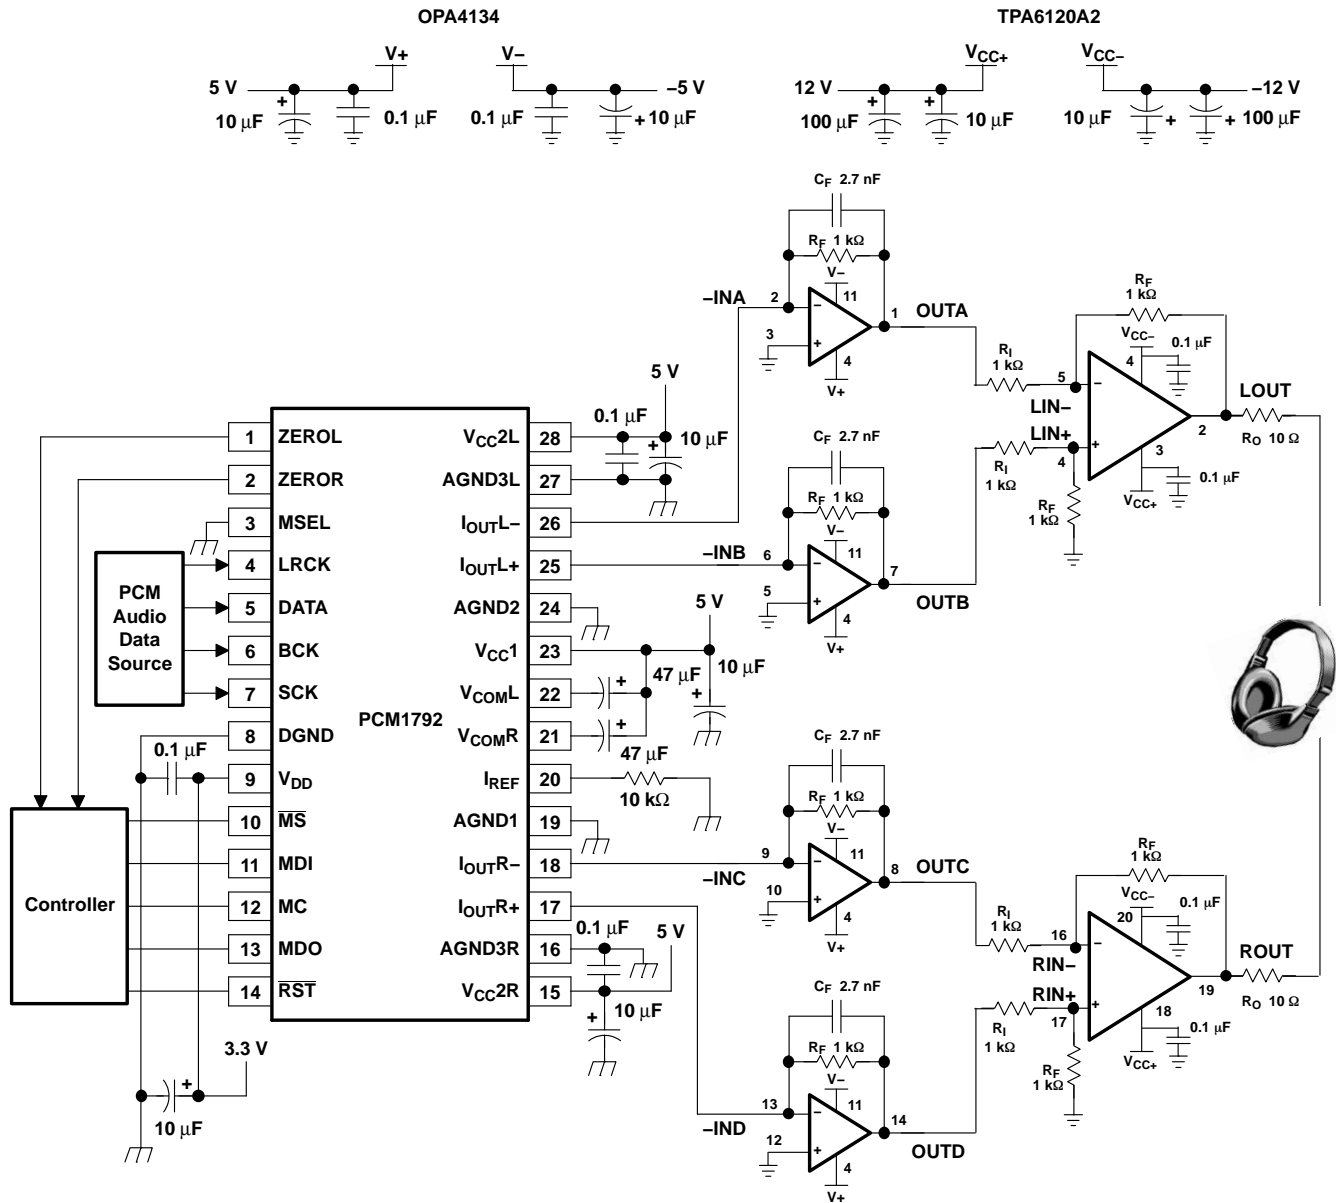 OPA4134
TPA6120A2
V+
V–
VCC+
VCC–
5 V
–5 V
12 V
–12 V
+
10 μF
0.1 μF
0.1 μF
+ 10 μF
+
100 μF
+
10 μF
10 μF
+
+
100 μF
CF 2.7 nF
RF 1 kΩ
V–
11
–INA
2
–
3
+
4
V+
1
OUTA
RF
1 kΩ
VCC–
0.1 μF
4
RI
1 kΩ
5
–
LIN–
LIN+
4
+
RI
1 kΩ
RF
1 kΩ
3
VCC+
0.1 μF
2
LOUT
RO 10 Ω
CF 2.7 nF
RF 1 kΩ
V–
11
–INB
6
–
5
+
4
V+
7
OUTB
5 V
0.1 μF
+
10 μF
1 ZEROL
2 ZEROR
3 MSEL
4 LRCK
5 DATA
6 BCK
7 SCK
8 DGND
9 VDD
10 MS
11 MDI
12 MC
13 MDO
14 RST
PCM1792
VCC2L 28
AGND3L 27
IOUTL– 26
IOUTL+ 25
AGND2 24
VCC1 23
VCOML 22
VCOMR 21
IREF 20
AGND1 19
IOUTR– 18
IOUTR+ 17
AGND3R 16
VCC2R 15
PCM
Audio
Data
Source
Controller
0.1 μF
3.3 V
+
10 μF
5 V
+
47 μF
10 μF
+
+
47 μF
10 kΩ
0.1 μF
5 V
10 μF
+
CF 2.7 nF
RF 1 kΩ
V–
11
9
–
–INC
10
+
4
V+
8
OUTC
RF
1 kΩ
VCC–
20
0.1 μF
RI
1 kΩ
16
–
RIN–
RIN+
17
+
RI
1 kΩ
RF
1 kΩ
18
VCC+
0.1 μF
19
ROUT
RO 10 Ω
CF 2.7 nF
RF 1 kΩ
V–
11
13
–
–IND
12
+
4
V+
14
OUTD